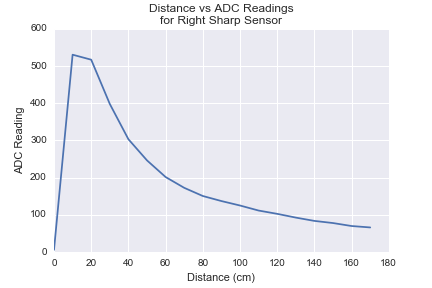 Distance vs ADC Readings
for Right Sharp Sensor
600
500
400
300
200
100
0
ADC Reading
0 20 40 60 80 100 120 140 160 180
Distance (cm)